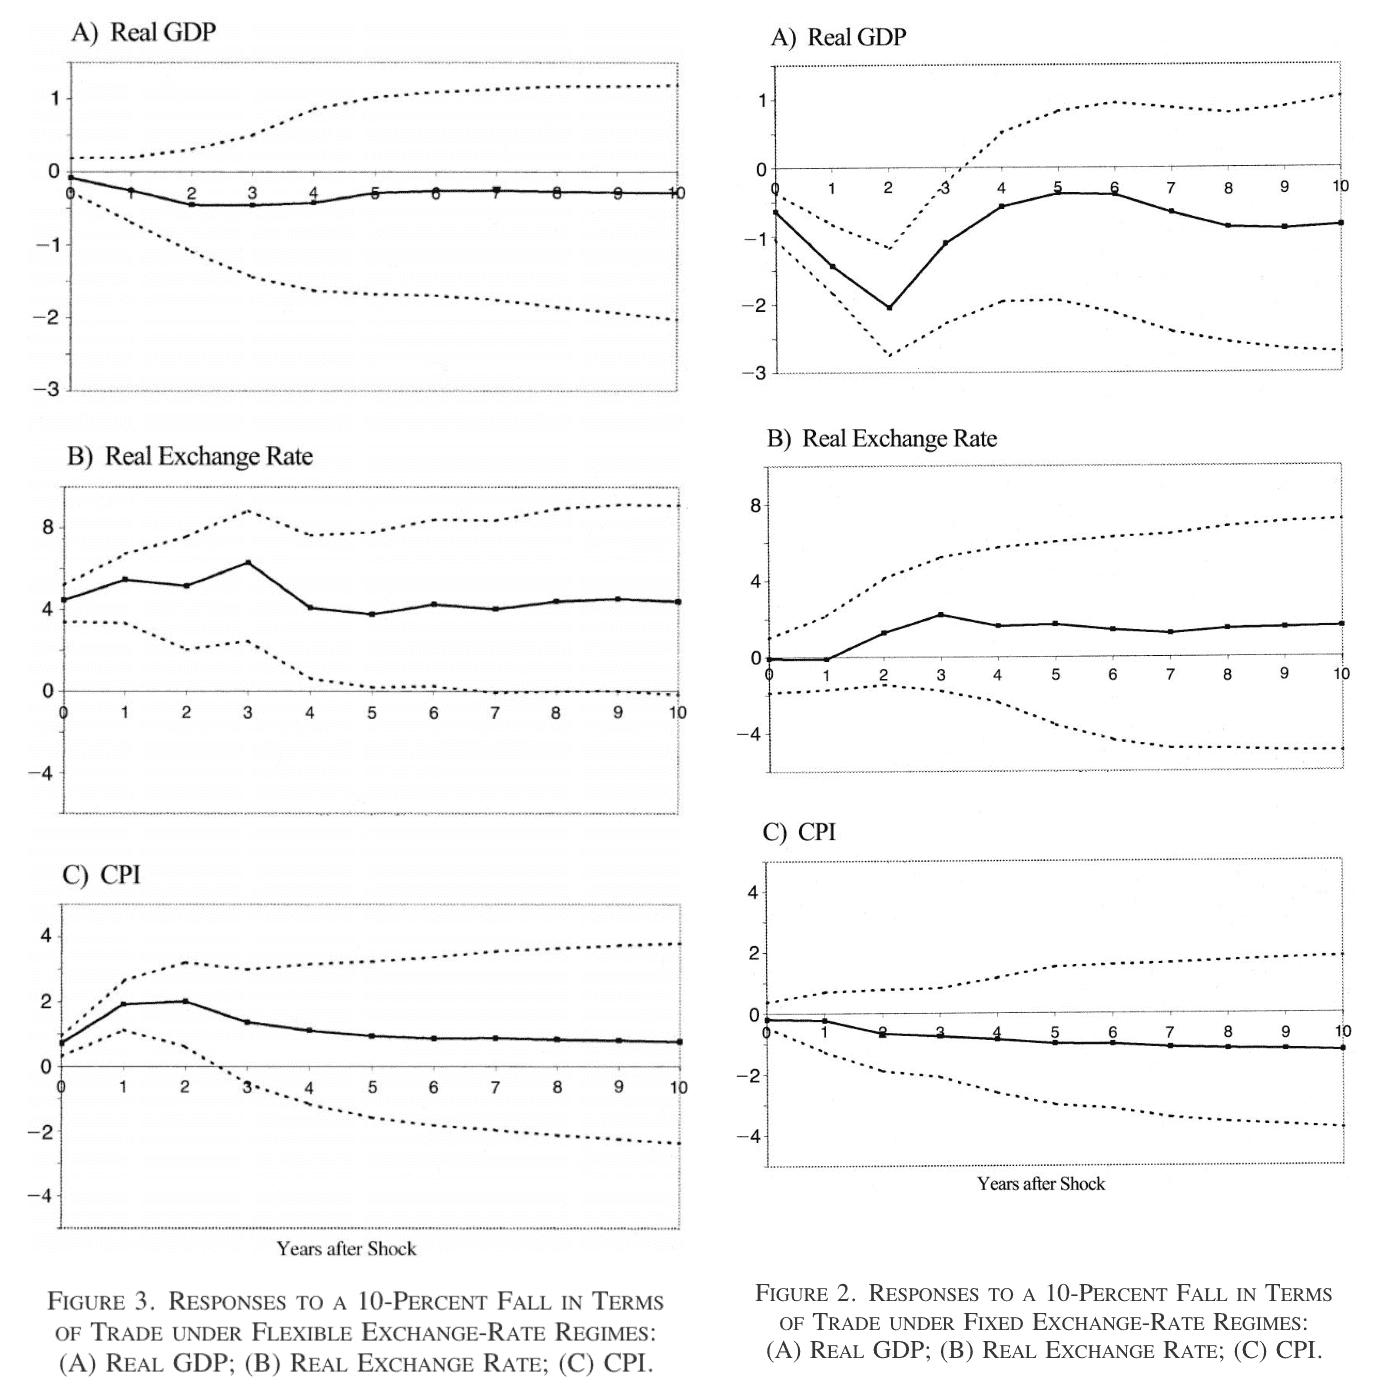 A) Real GDP
1
0
−1
−2
−3
0 1 2 3 4 5 6 7 8 9 10
B) Real Exchange Rate
8
4
0
−4
0 1 2 3 4 5 6 7 8 9 10
C) CPI
4
2
0
−2
−4
0 1 2 3 4 5 6 7 8 9 10
Years after Shock
FIGURE 3. RESPONSES TO A 10-PERCENT FALL IN TERMS
OF TRADE UNDER FLEXIBLE EXCHANGE-RATE REGIMES:
(A) REAL GDP; (B) REAL EXCHANGE RATE; (C) CPI.
A) Real GDP
1
0
−1
−2
−3
0 1 2 3 4 5 6 7 8 9 10
B) Real Exchange Rate
8
4
0
−4
0 1 2 3 4 5 6 7 8 9 10
C) CPI
4
2
0
−2
−4
0 1 2 3 4 5 6 7 8 9 10
Years after Shock
FIGURE 2. RESPONSES TO A 10-PERCENT FALL IN TERMS
OF TRADE UNDER FIXED EXCHANGE-RATE REGIMES:
(A) REAL GDP; (B) REAL EXCHANGE RATE; (C) CPI.